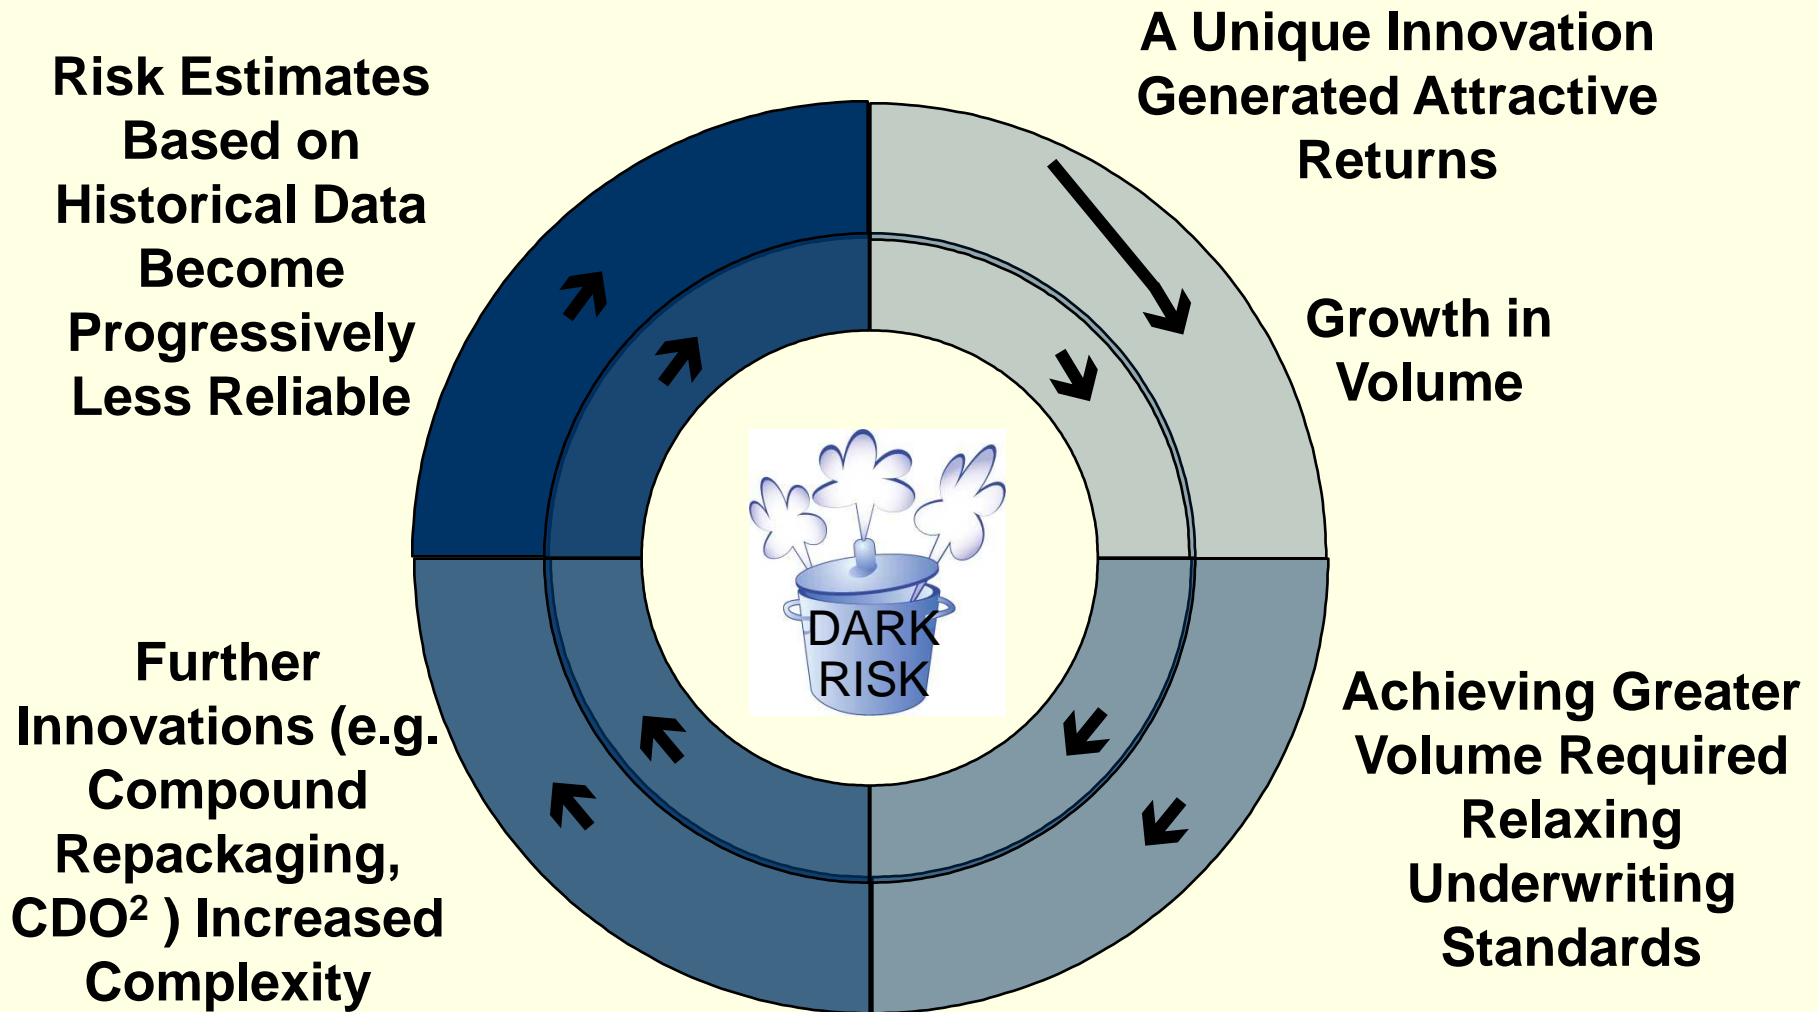 A Unique Innovation
Generated Attractive
Returns
Growth in
Volume
Achieving Greater
Volume Required
Relaxing
Underwriting
Standards
Further
Innovations (e.g.
Compound
Repackaging,
CDO² ) Increased
Complexity
Risk Estimates
Based on
Historical Data
Become
Progressively
Less Reliable
DARK
RISK